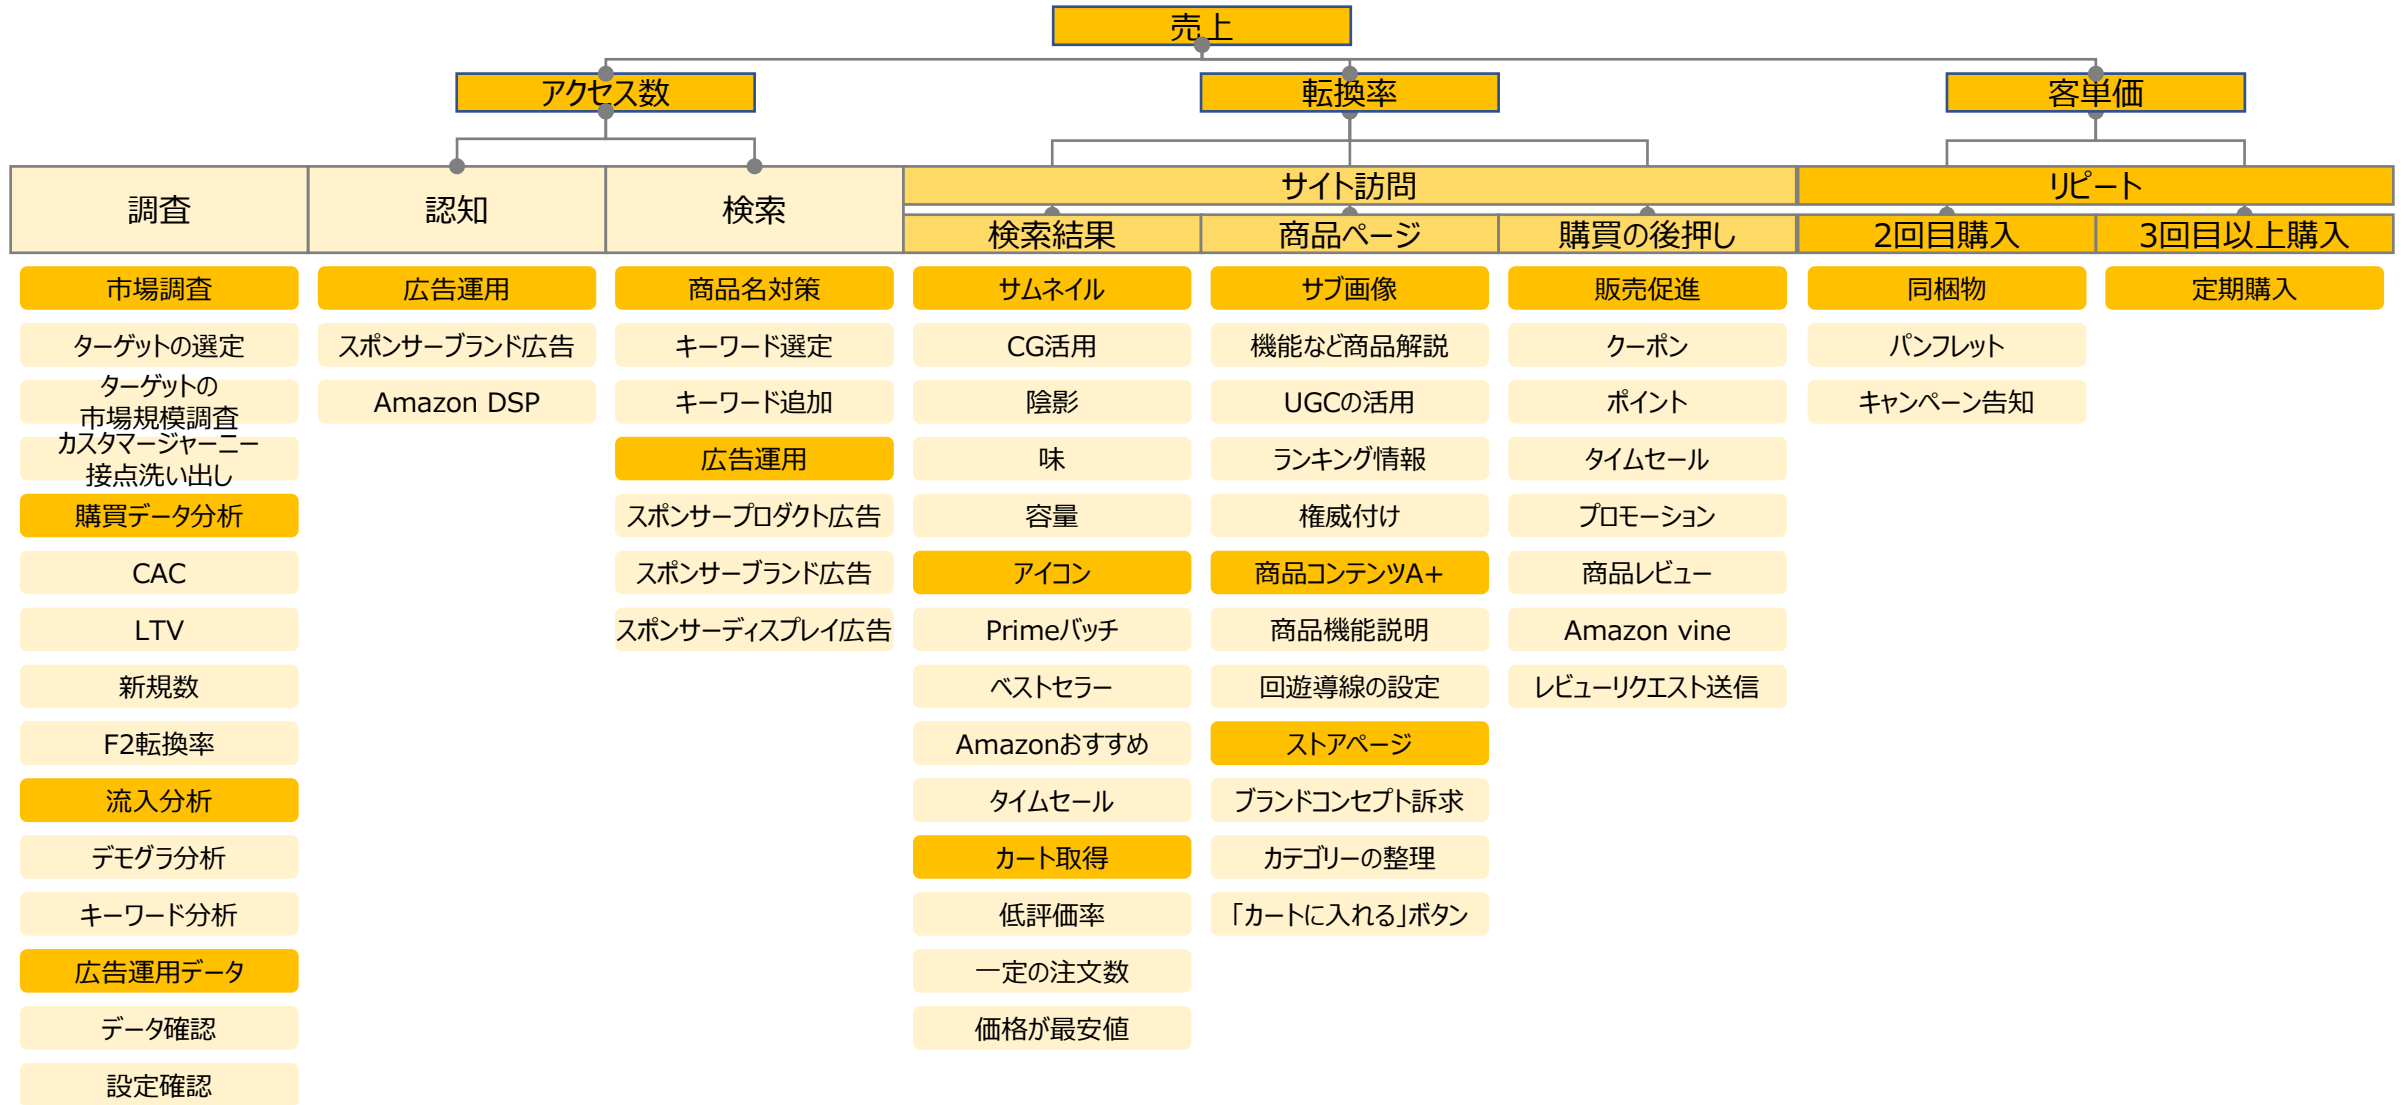 売上
アクセス数
転換率
客単価
調査
認知
検索
サイト訪問
リピート
検索結果
商品ページ
購買の後押し
2回目購入
3回目以上購入
市場調査
ターゲットの選定
ターゲットの
市場規模調査
カスタマージャーニー
接点洗い出し
購買データ分析
CAC
LTV
新規数
F2転換率
流入分析
デモグラ分析
キーワード分析
広告運用データ
データ確認
設定確認
広告運用
スポンサーブランド広告
Amazon DSP
商品名対策
キーワード選定
キーワード追加
広告運用
スポンサープロダクト広告
スポンサーブランド広告
スポンサーディスプレイ広告
サムネイル
CG活用
陰影
味
容量
アイコン
Primeバッチ
ベストセラー
Amazonおすすめ
タイムセール
カート取得
低評価率
一定の注文数
価格が最安値
サブ画像
機能など商品解説
UGCの活用
ランキング情報
権威付け
商品コンテンツA+
商品機能説明
回遊導線の設定
ストアページ
ブランドコンセプト訴求
カテゴリーの整理
「カートに入れる」ボタン
販売促進
クーポン
ポイント
タイムセール
プロモーション
商品レビュー
Amazon vine
レビューリクエスト送信
同梱物
パンフレット
キャンペーン告知
定期購入